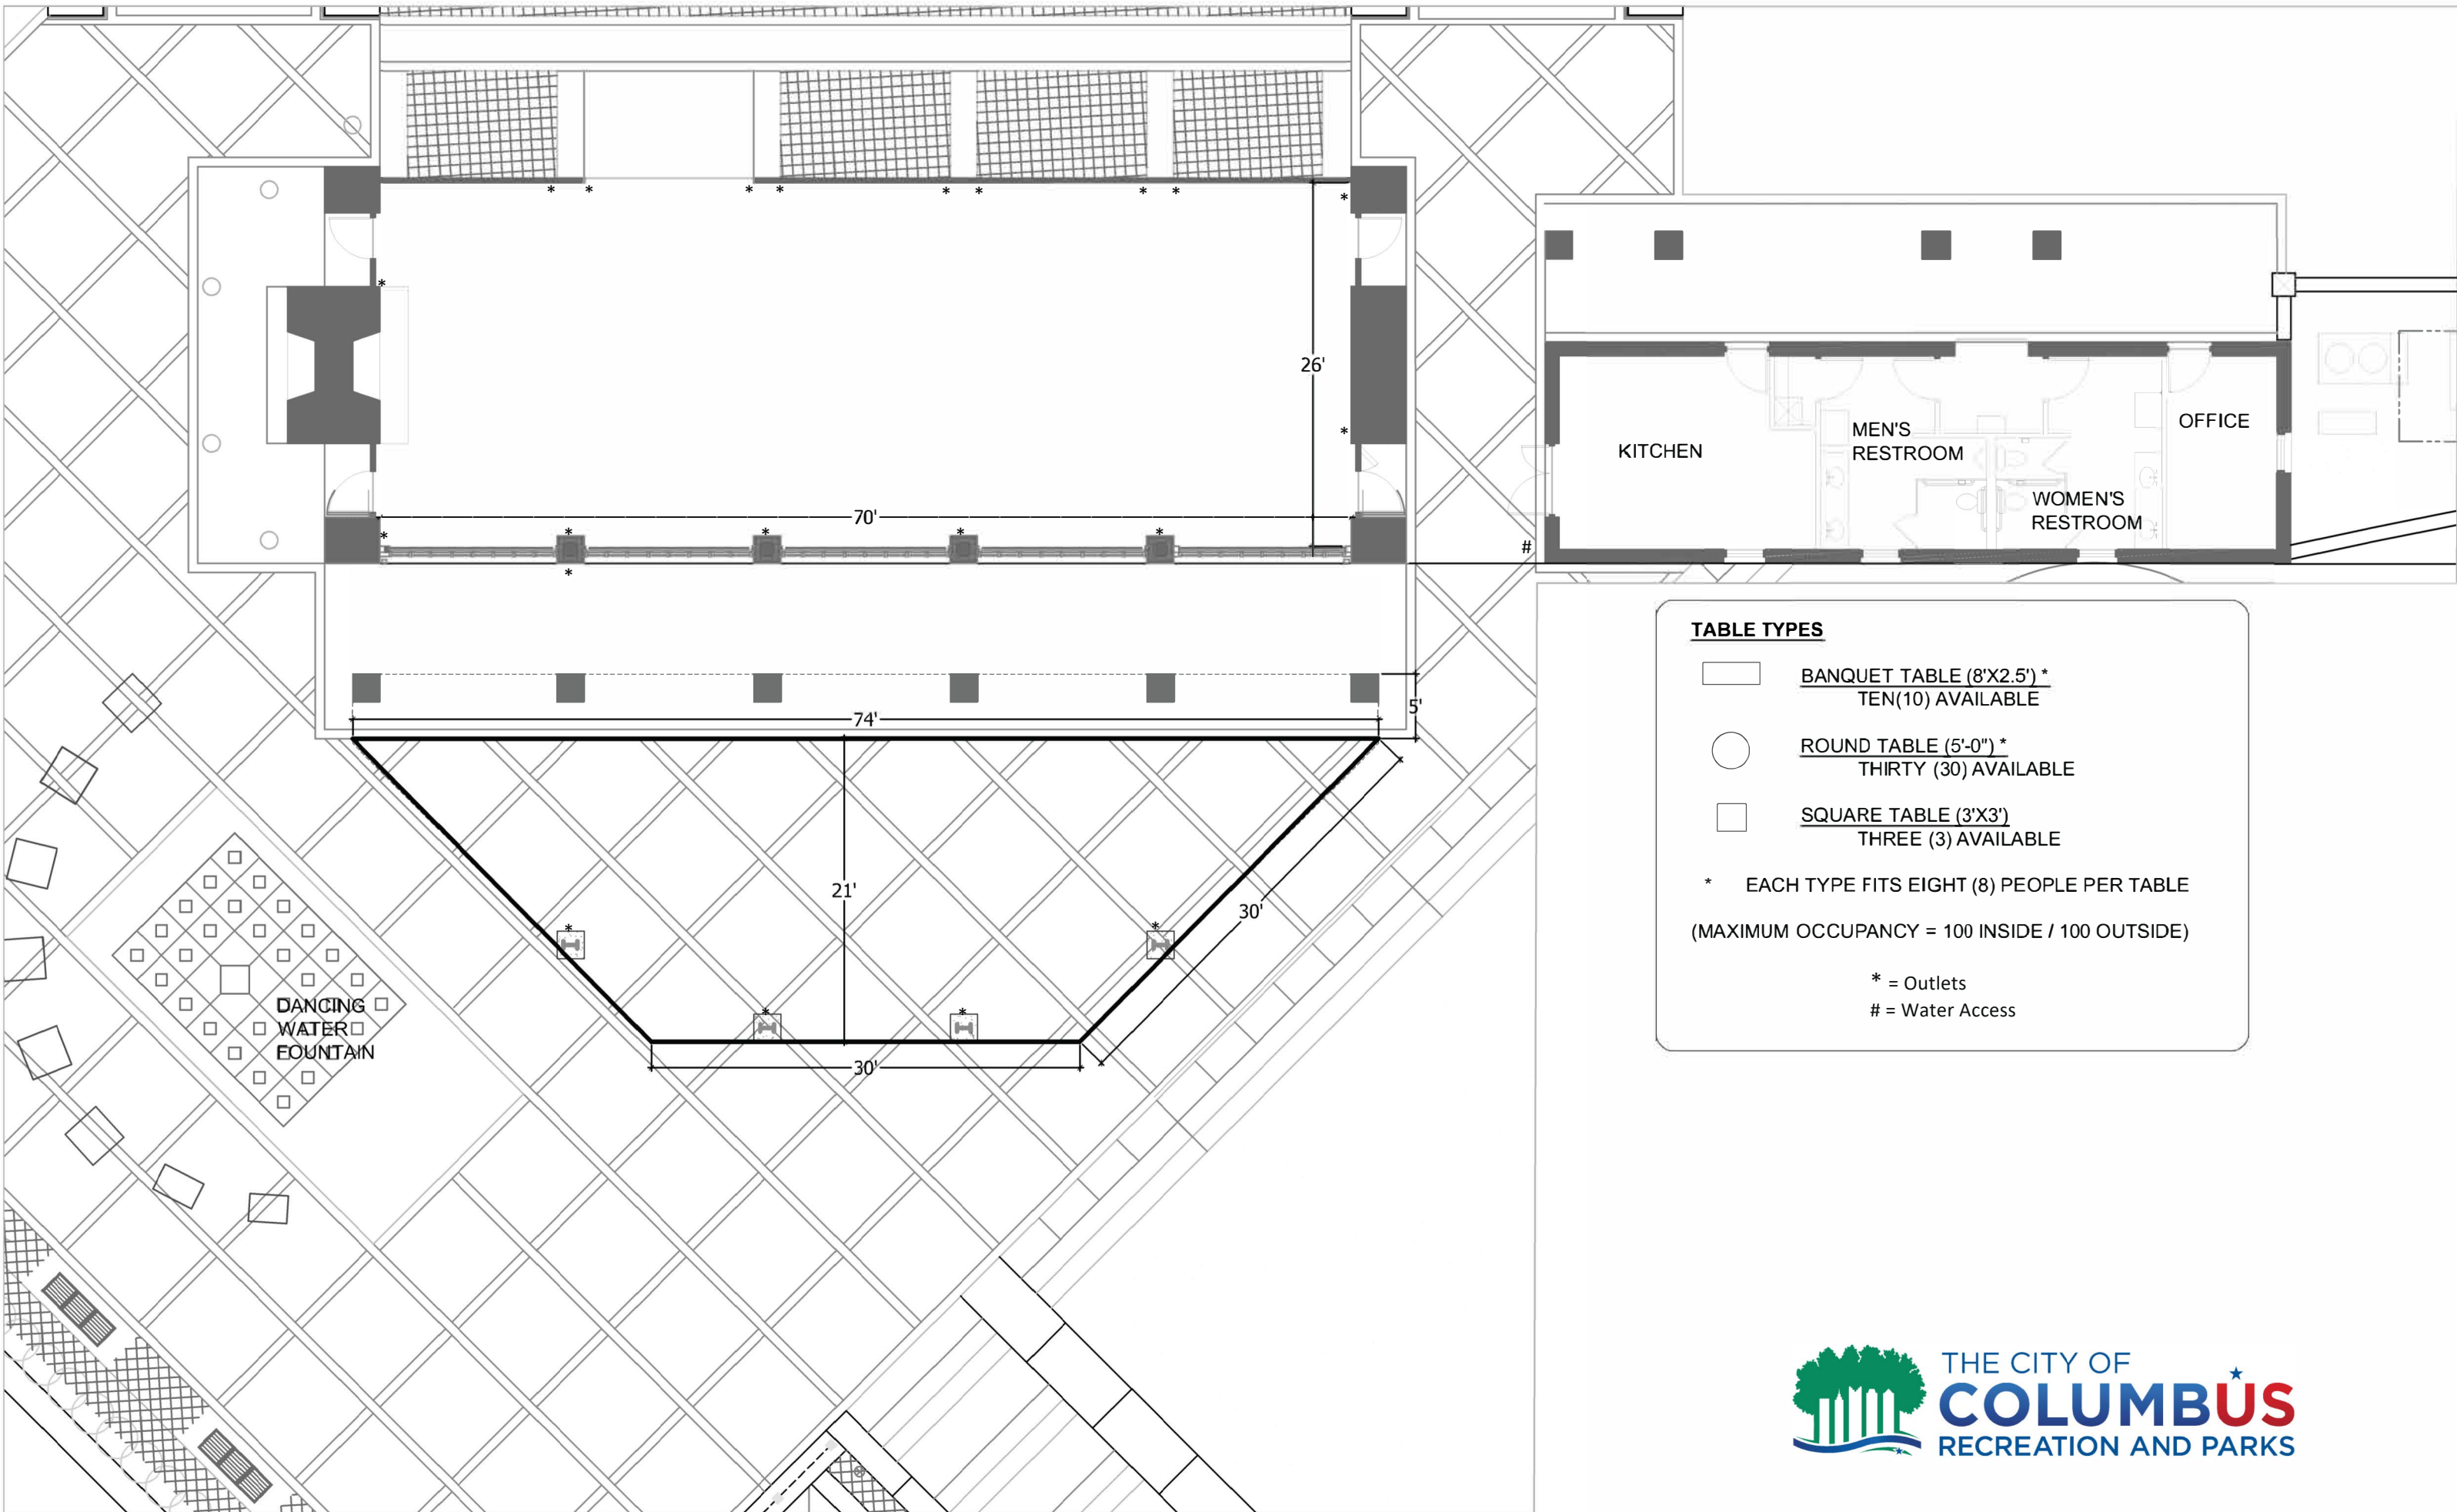 26'
70'
KITCHEN
MEN'S
RESTROOM
WOMEN'S
RESTROOM
OFFICE
#
5'
74'
21'
30'
30'
DANCING
WATER
FOUNTAIN
TABLE TYPES
BANQUET TABLE (8'X2.5') *
TEN(10) AVAILABLE
ROUND TABLE (5'-0") *
THIRTY (30) AVAILABLE
SQUARE TABLE (3'X3')
THREE (3) AVAILABLE
* EACH TYPE FITS EIGHT (8) PEOPLE PER TABLE
(MAXIMUM OCCUPANCY = 100 INSIDE / 100 OUTSIDE)
* = Outlets
# = Water Access
THE CITY OF
COLUMBUS
RECREATION AND PARKS